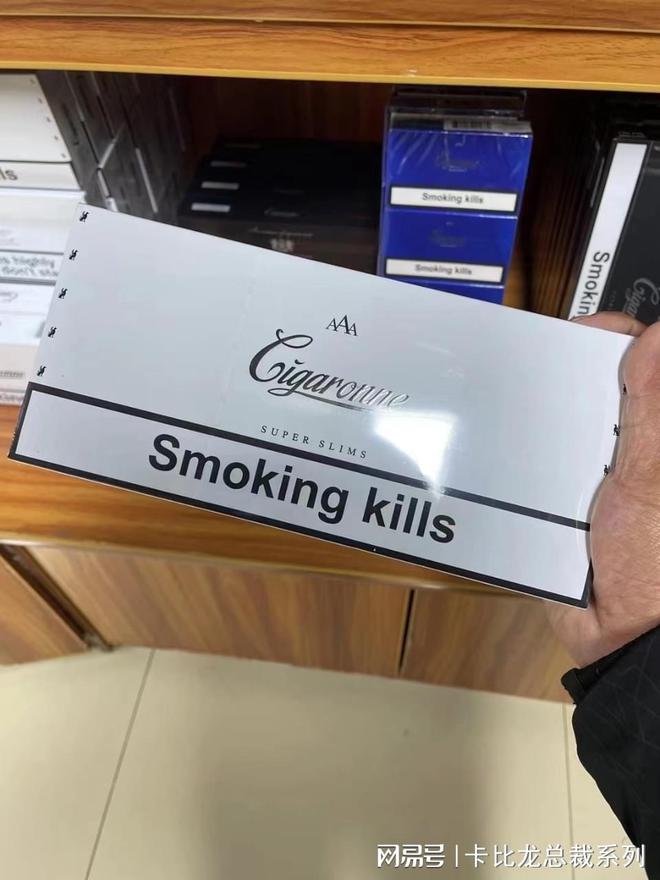 Smoking kills
Smoking kills
AAA
Cigaronne
SUPER SLIMS
Smoking kills
网易号 | 卡比龙总裁系列